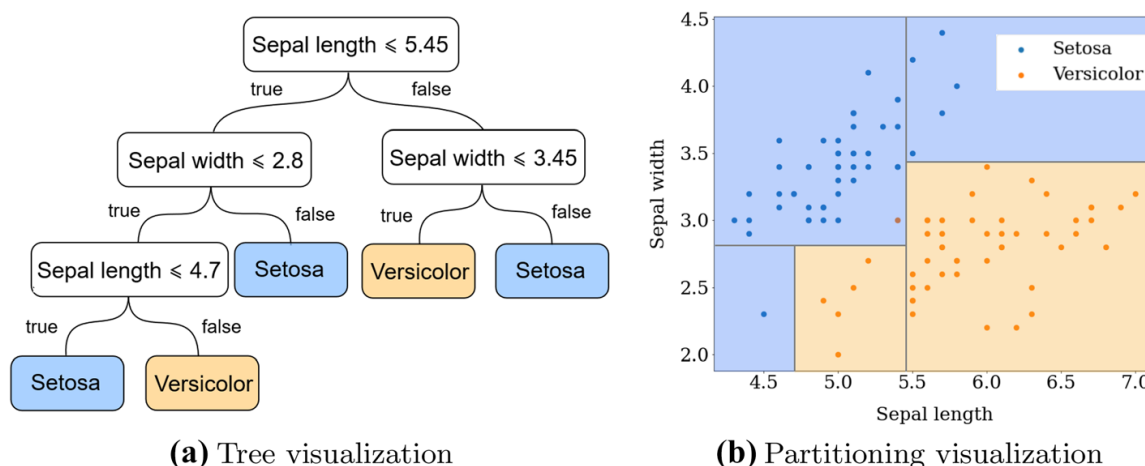 Sepal length ⩽ 5.45
true
false
Sepal width ⩽ 2.8
Sepal width ⩽ 3.45
true
false
true
false
Sepal length ⩽ 4.7
Setosa
Versicolor
Setosa
true
false
Setosa
Versicolor
(a) Tree visualization
4.5
4.0
3.5
3.0
2.5
2.0
Sepal width
Setosa
Versicolor
4.5 5.0 5.5 6.0 6.5 7.0
Sepal length
(b) Partitioning visualization